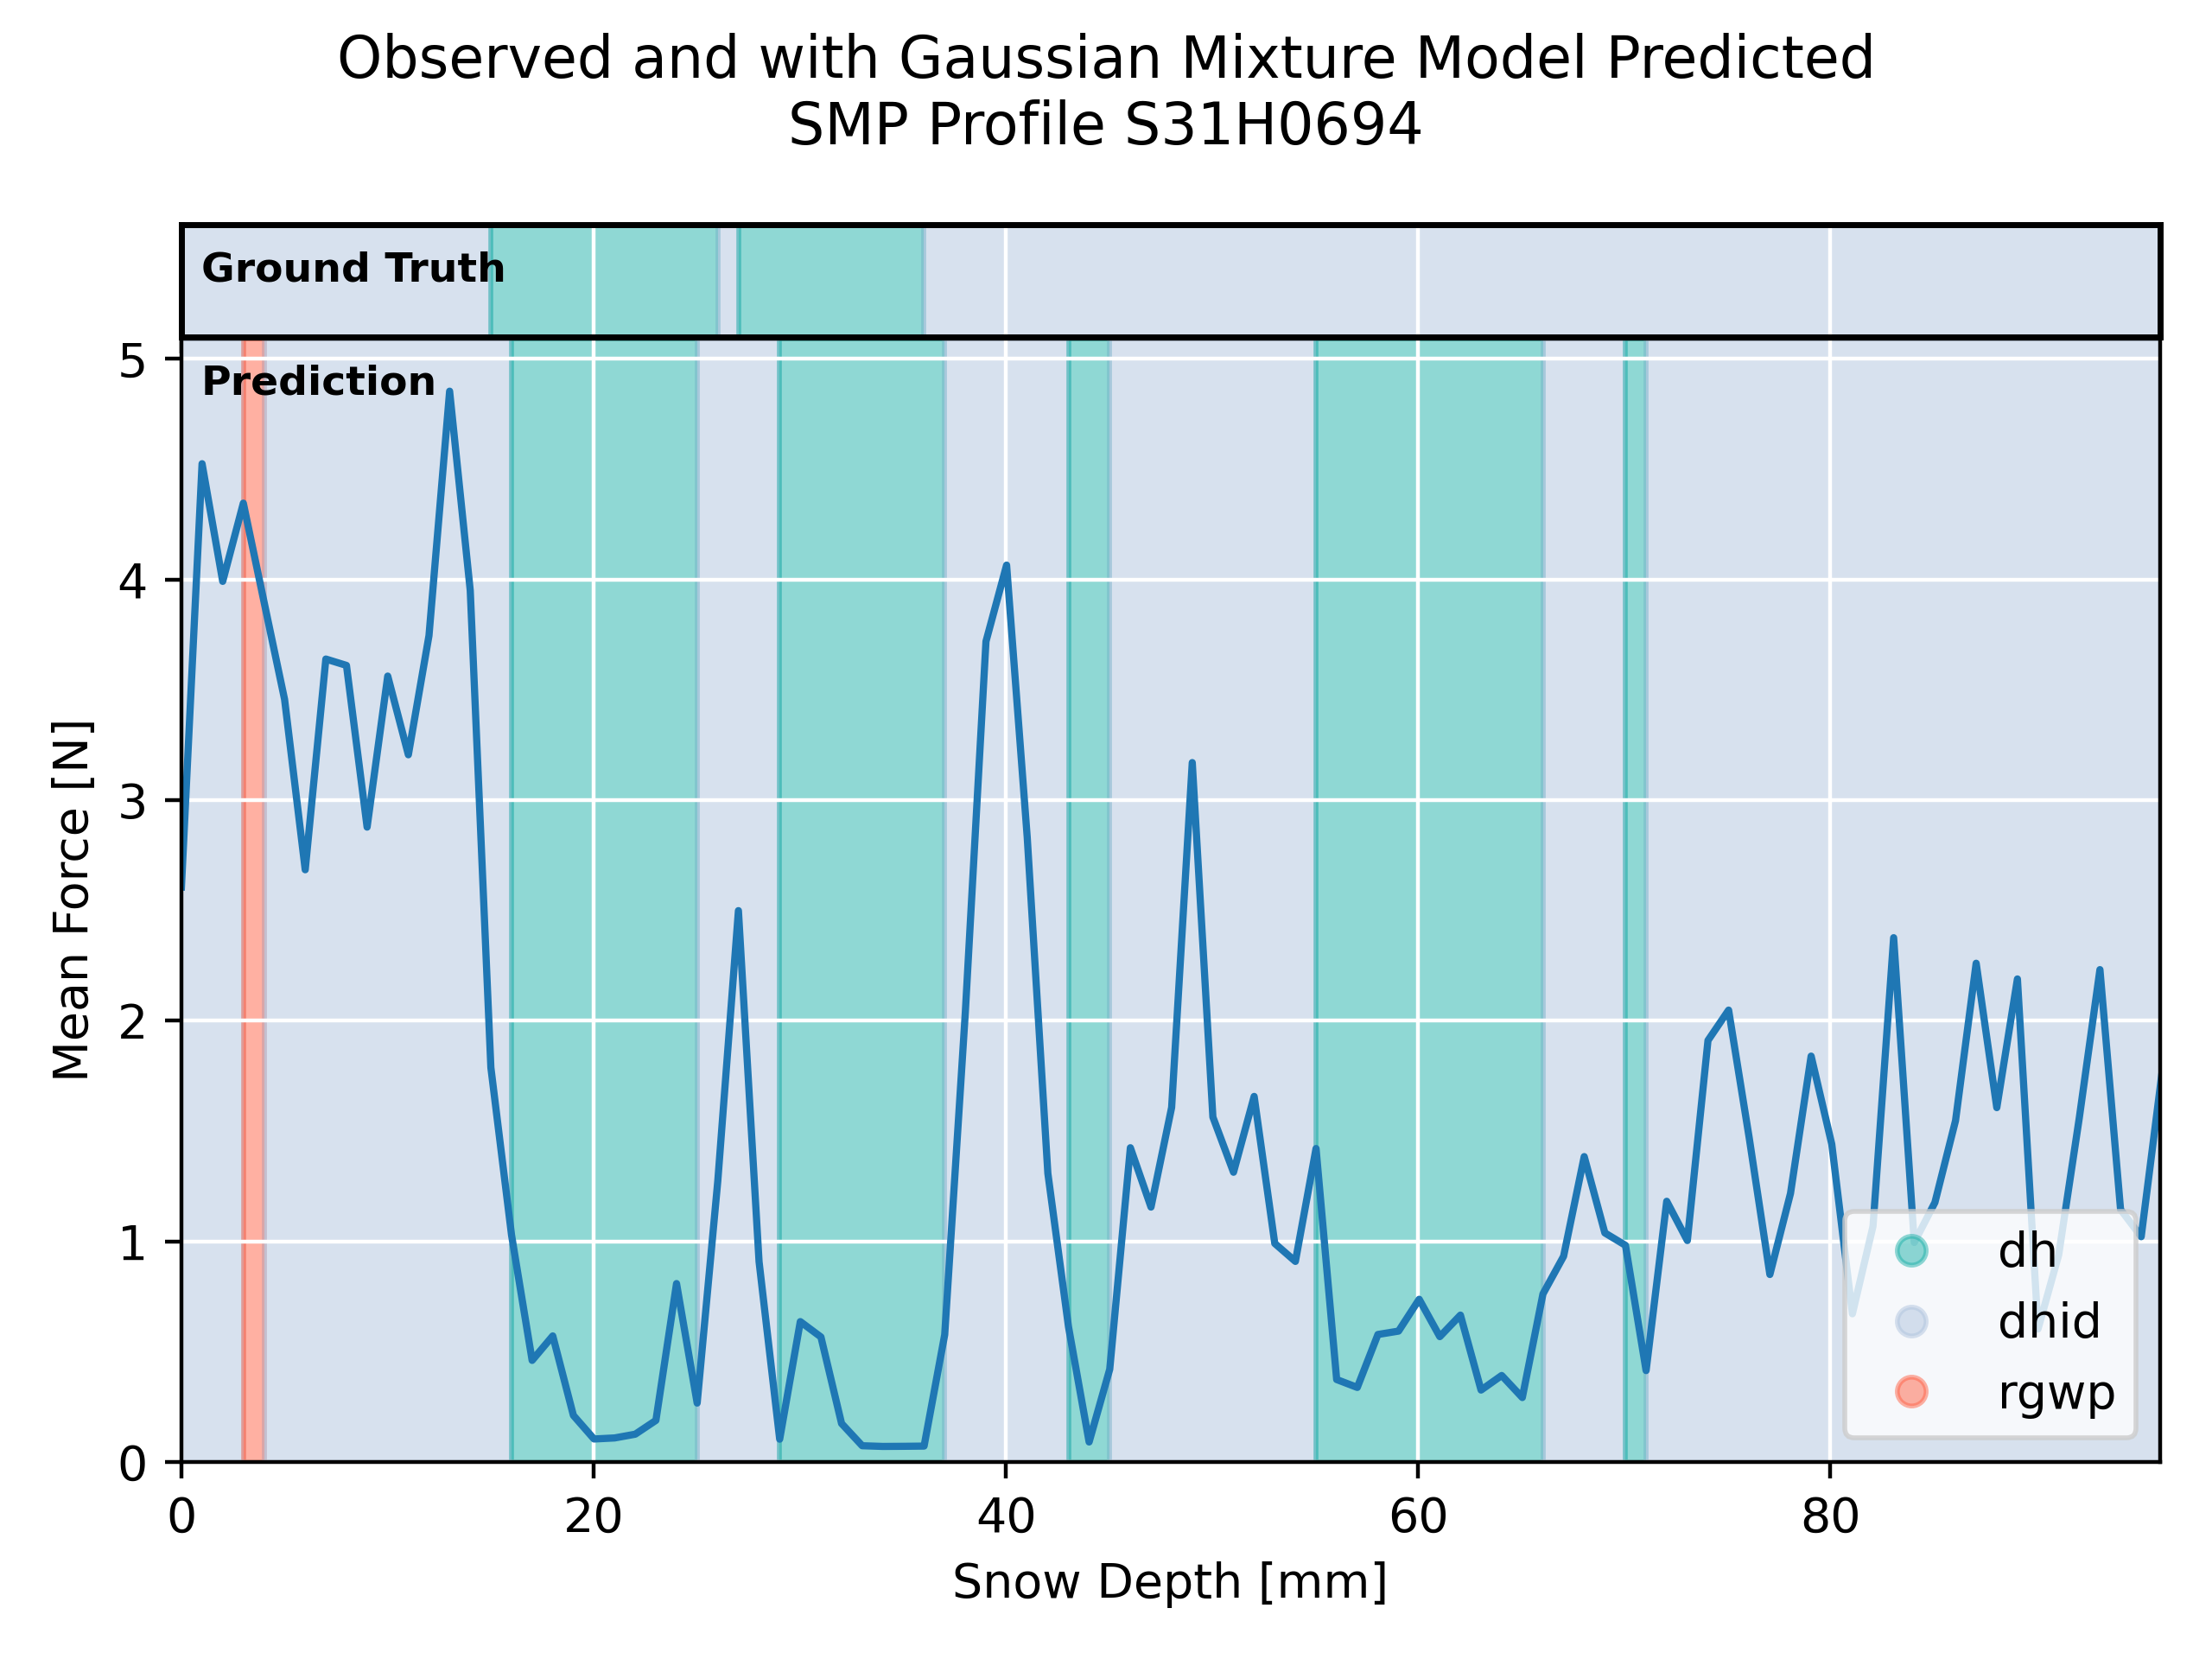 Observed and with Gaussian Mixture Model Predicted
SMP Profile S31H0694
Ground Truth
Prediction
5
4
3
2
1
0
Mean Force [N]
0 20 40 60 80
Snow Depth [mm]
dh
dhid
rgwp